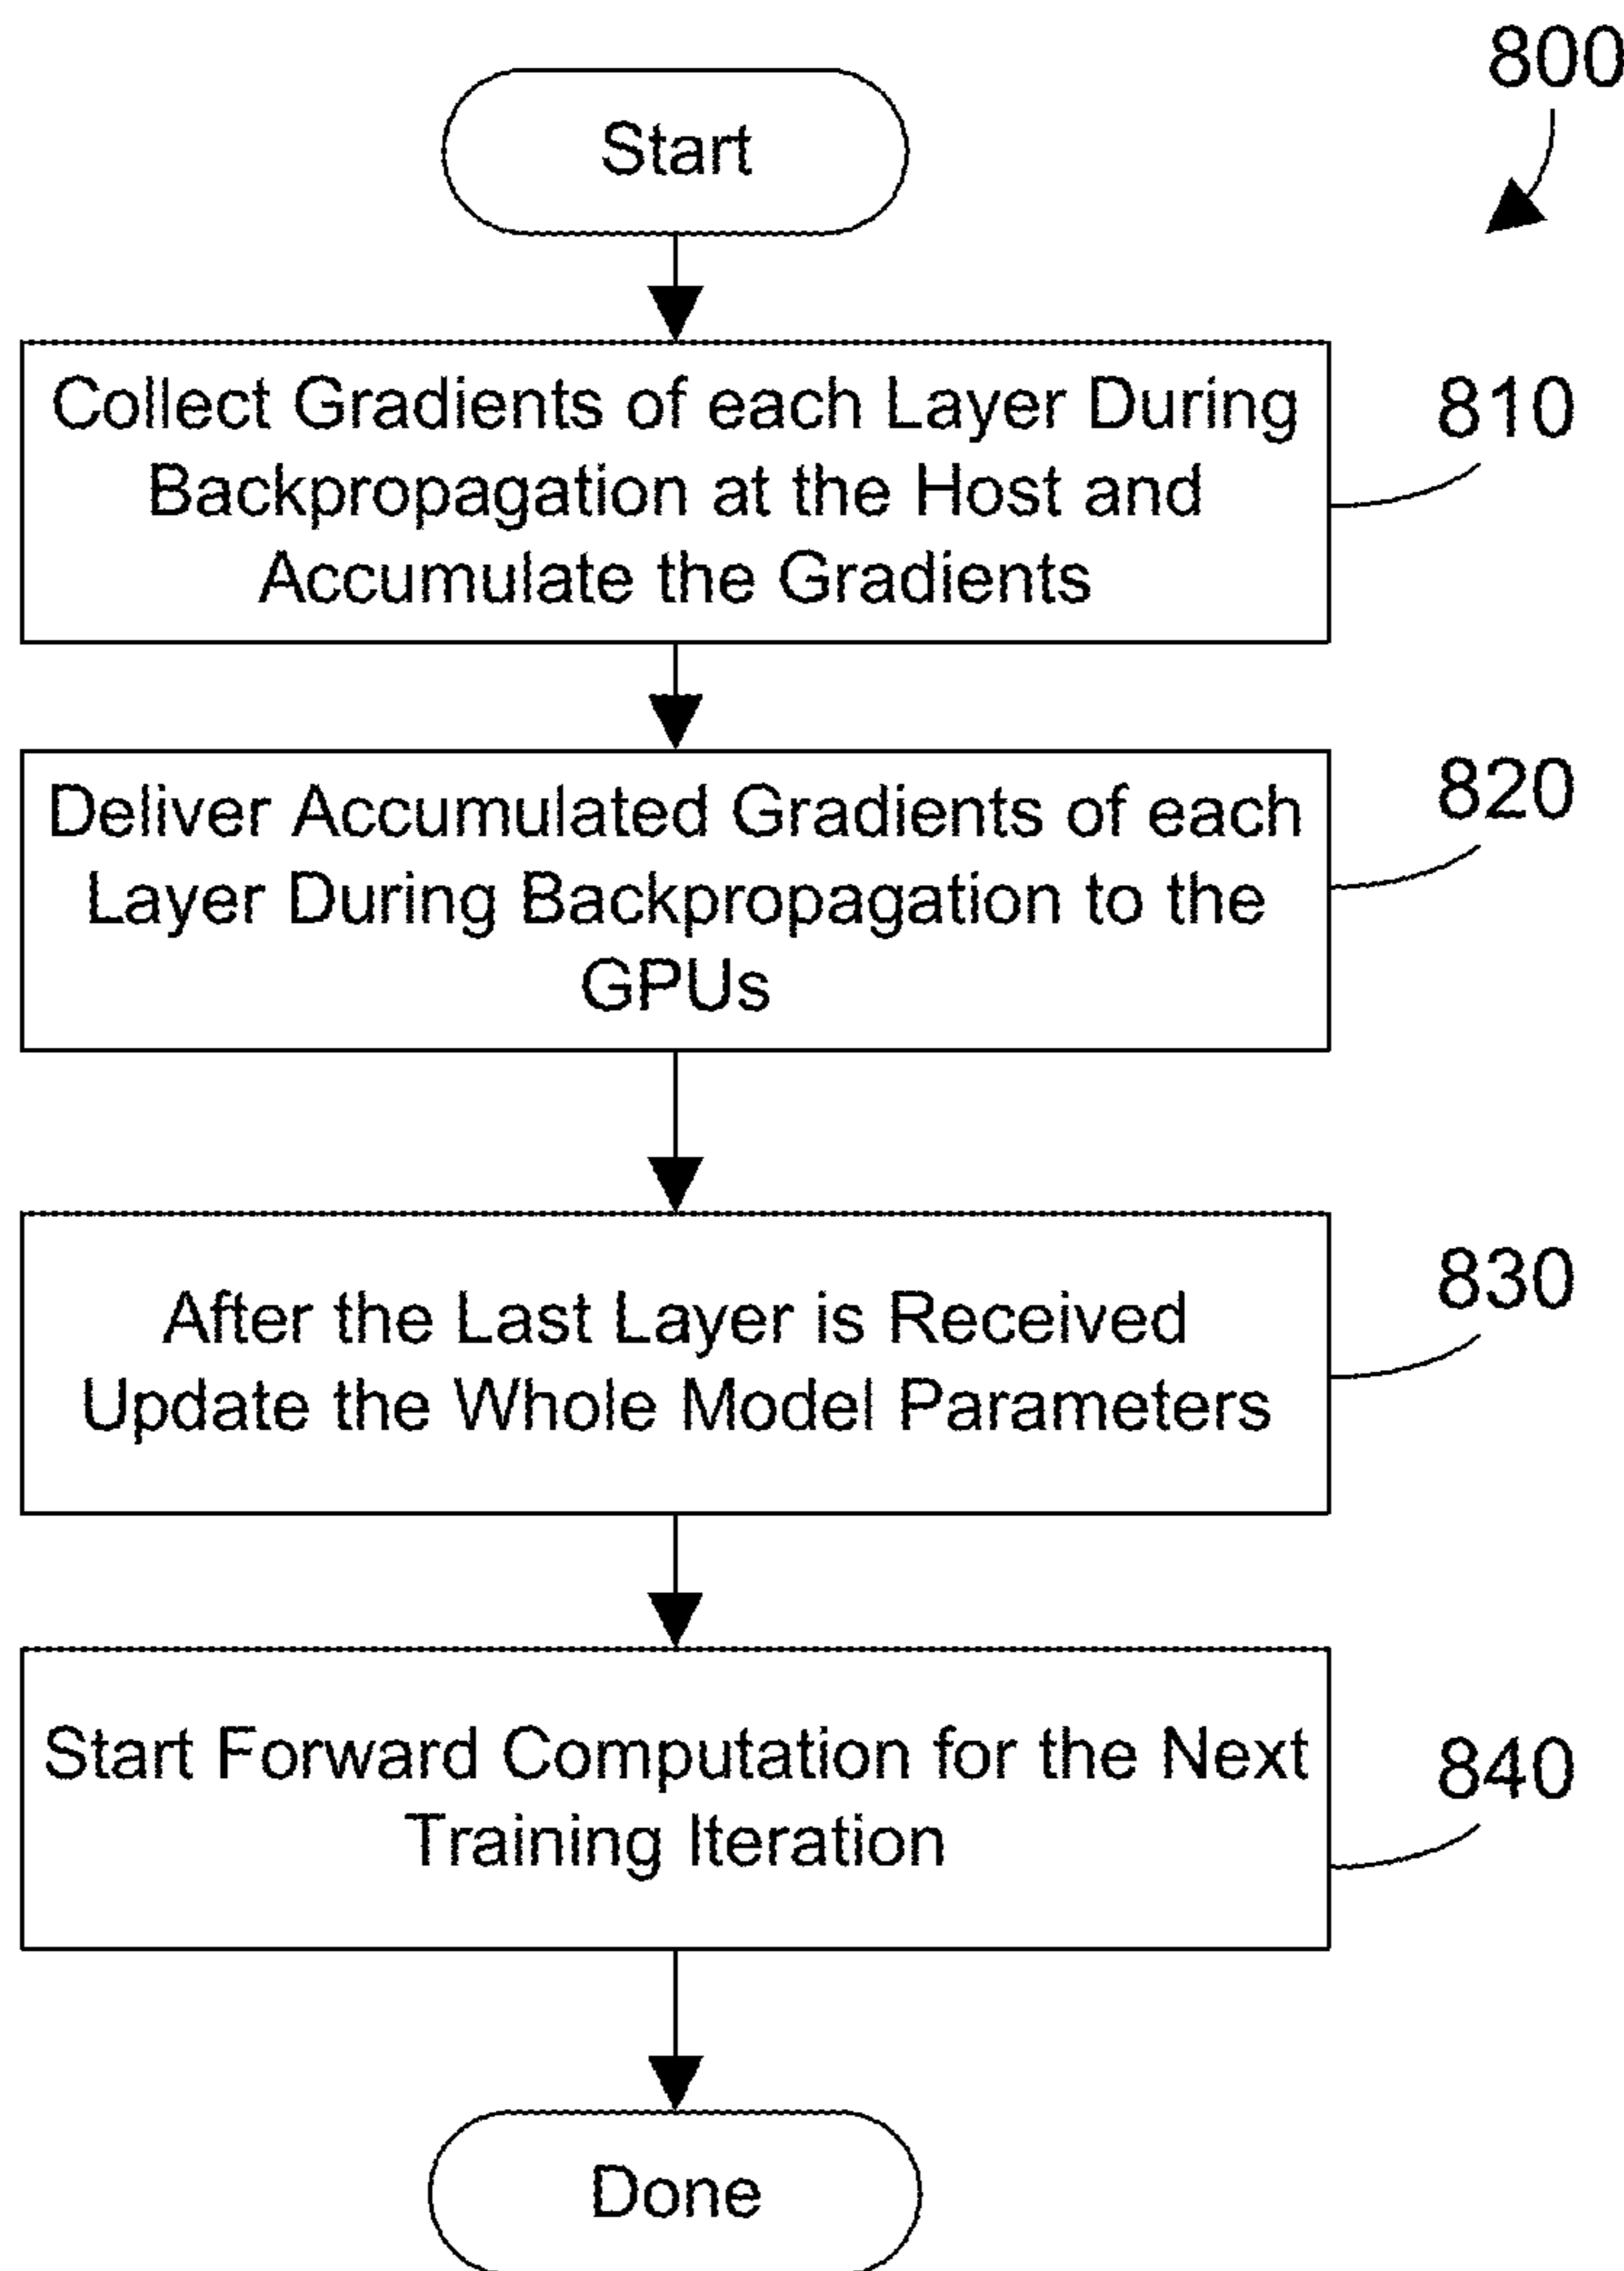 800
Start
Collect Gradients of each Layer During
Backpropagation at the Host and
Accumulate the Gradients
810
Deliver Accumulated Gradients of each
Layer During Backpropagation to the
GPUs
820
After the Last Layer is Received
Update the Whole Model Parameters
830
Start Forward Computation for the Next
Training Iteration
840
Done